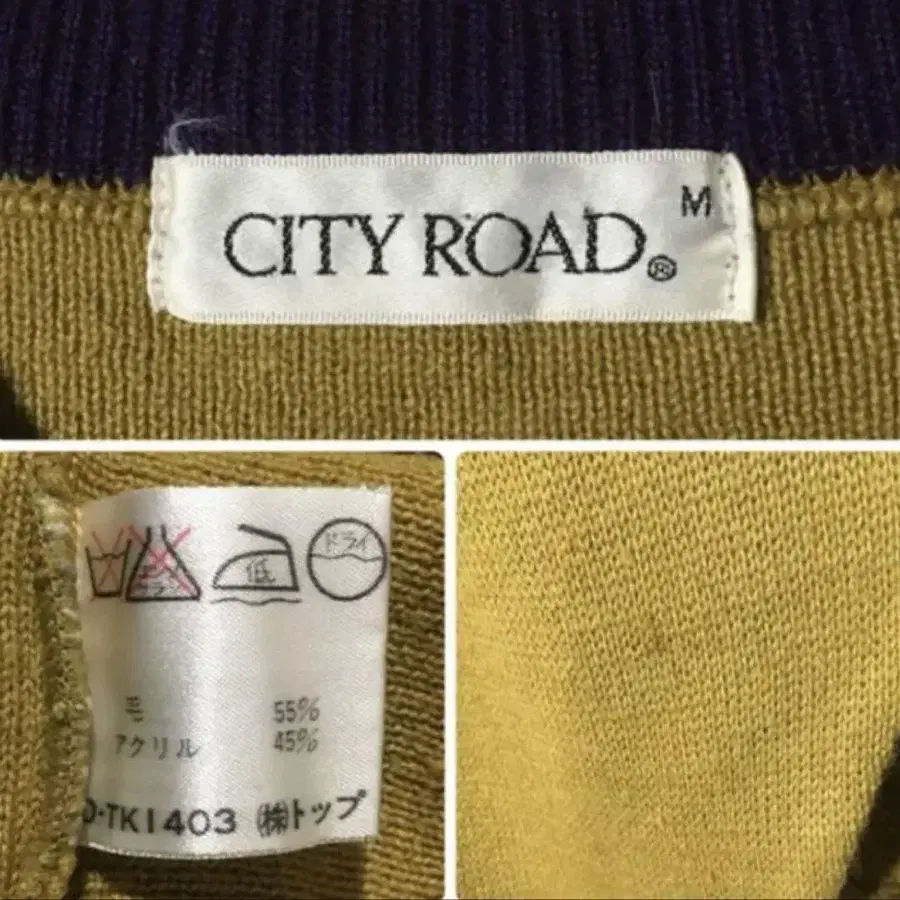 M
CITY ROAD®
ドライ
低
毛 55%
アクリル 45%
TK1403 ㈱トップ